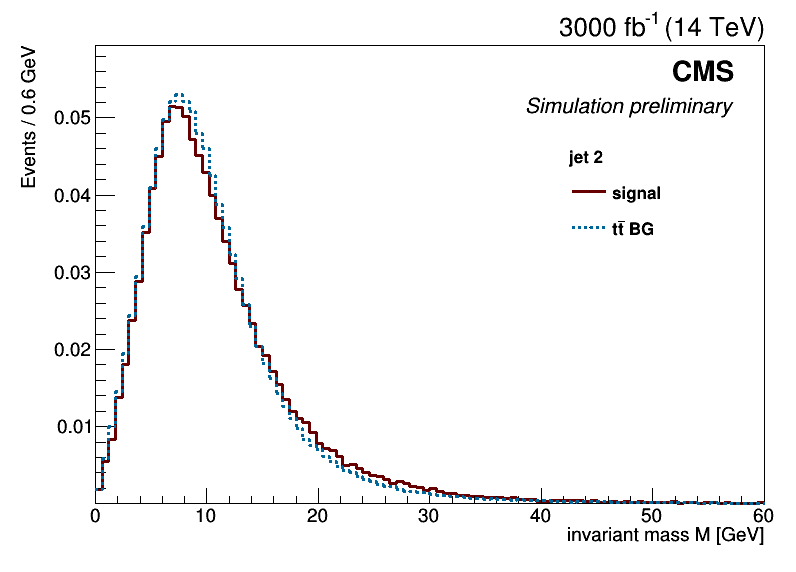 3000 fb⁻¹ (14 TeV)
CMS
Simulation preliminary
jet 2
signal
tt̄ BG
Events / 0.6 GeV
0.05
0.04
0.03
0.02
0.01
0 10 20 30 40 50 60
invariant mass M [GeV]